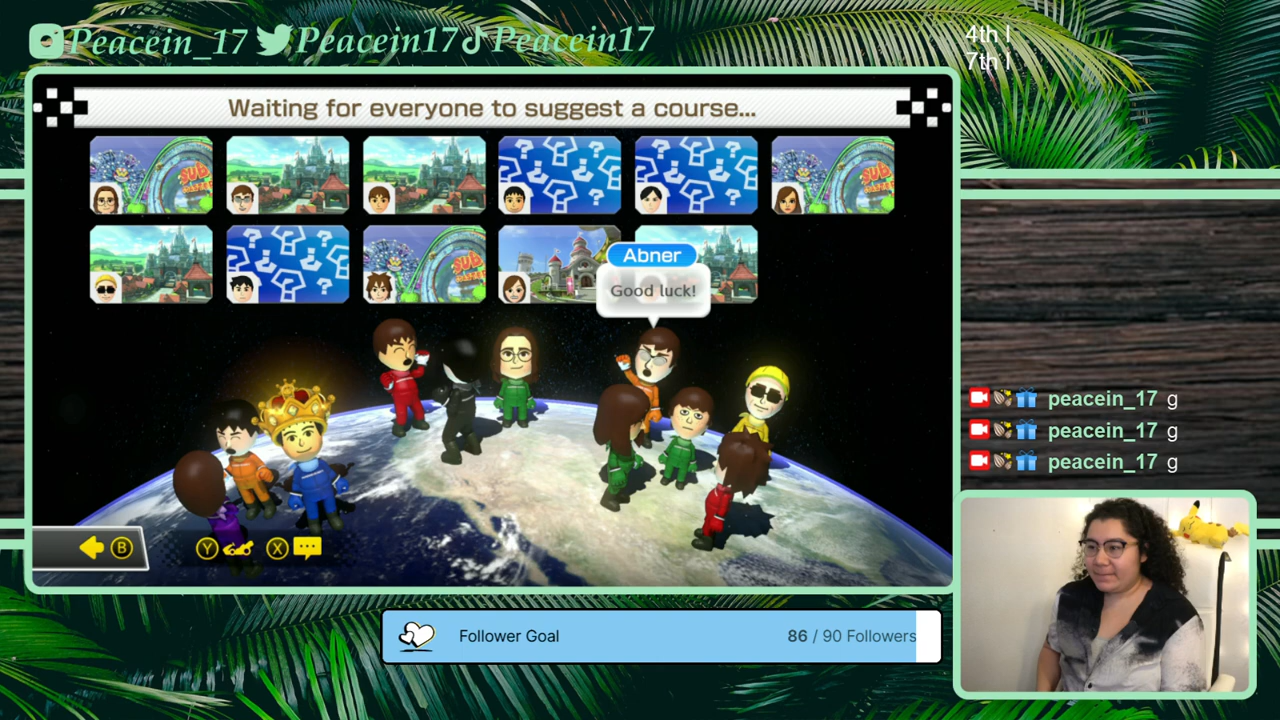 Peacein_17 Peacein17 Peacein17
4th |
7th |
Waiting for everyone to suggest a course...
Abner
Good luck!
peacein_17 g
peacein_17 g
peacein_17 g
B
Y X
Follower Goal 86 / 90 Followers